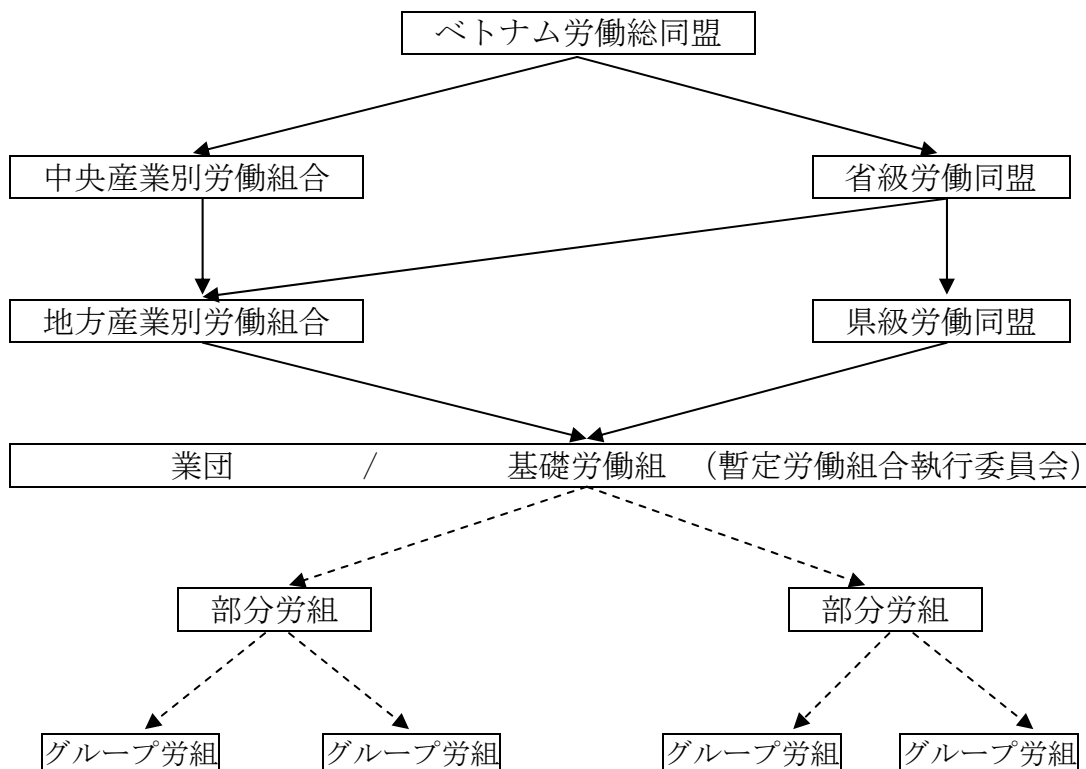 ベトナム労働総同盟
中央産業別労働組合 省級労働同盟
地方産業別労働組合 県級労働同盟
業団 / 基礎労働組 (暫定労働組合執行委員会)
部分労組 部分労組
グループ労組 グループ労組 グループ労組 グループ労組